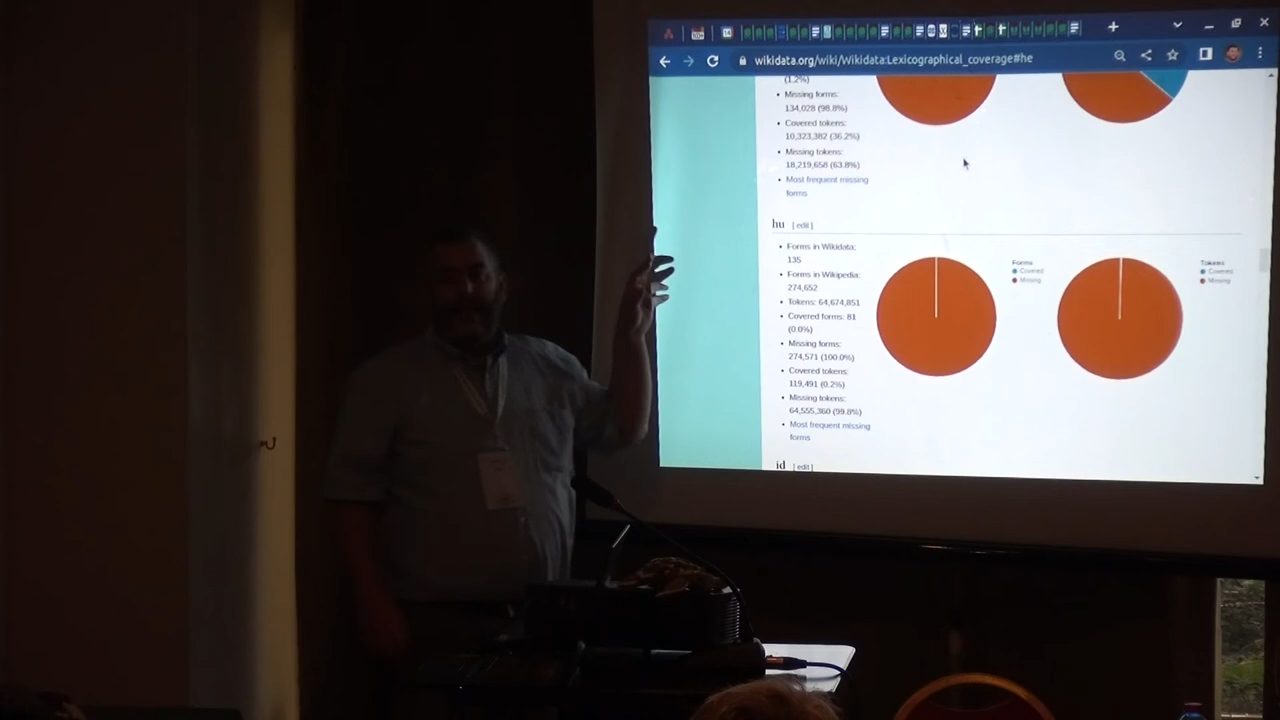 wikidata.org/wiki/Wikidata:Lexicographical_coverage#he
(1.2%)
Missing forms:
134,028 (98.8%)
Covered tokens:
10,323,382 (36.2%)
Missing tokens:
18,219,658 (63.8%)
Most frequent missing
forms
hu [ edit ]
Forms in Wikidata:
135
Forms in Wikipedia:
274,652
Tokens: 64,674,851
Covered forms: 81
(0.0%)
Missing forms:
274,571 (100.0%)
Covered tokens:
119,491 (0.2%)
Missing tokens:
64,555,360 (99.8%)
Most frequent missing
forms
Forms
Covered
Missing
Tokens
Covered
Missing
id [ edit ]